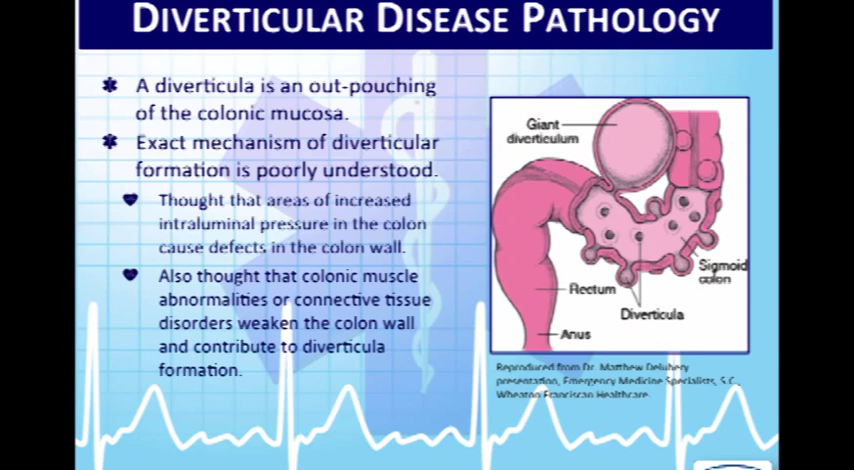 DIVERTICULAR DISEASE PATHOLOGY
A diverticula is an out-pouching
of the colonic mucosa.
Exact mechanism of diverticular
formation is poorly understood.
Thought that areas of increased
intraluminal pressure in the colon
cause defects in the colon wall.
Also thought that colonic muscle
abnormalities or connective tissue
disorders weaken the colon wall
and contribute to diverticula
formation.
Giant
diverticulum
Sigmoid
colon
Rectum
Diverticula
Anus
Reproduced from Dr. Matthew
presentation, Emergency Medicine Specialists, S.C.,
Wheaton Franciscan Healthcare.